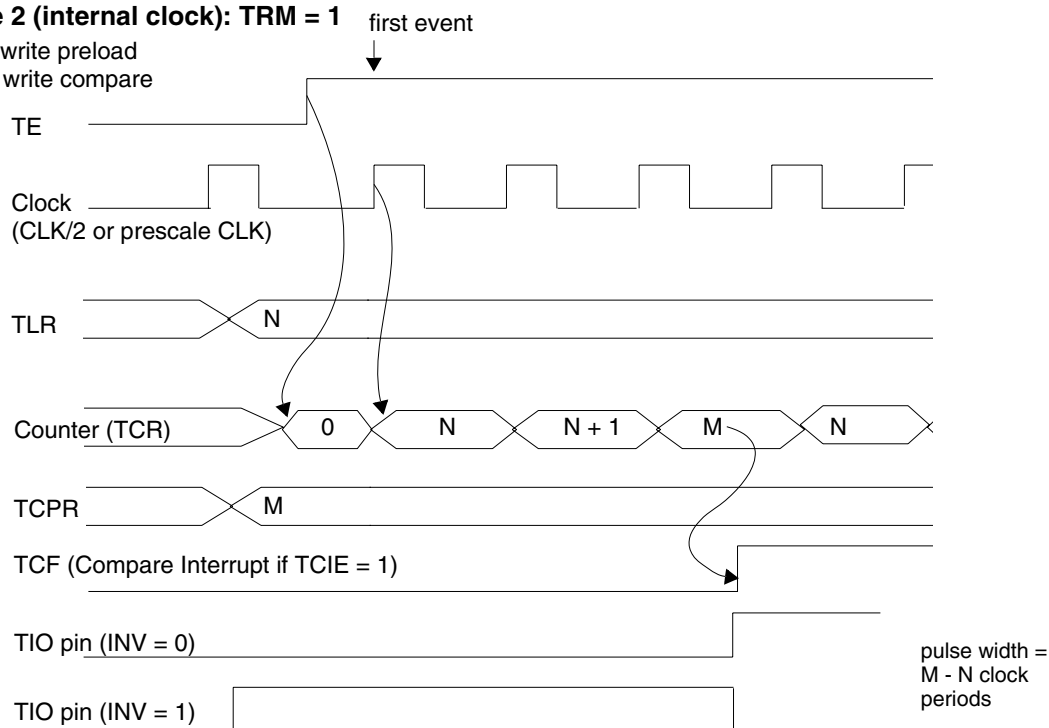 2 (internal clock): TRM = 1
first event
write preload
write compare
TE
Clock
(CLK/2 or prescale CLK)
TLR
N
Counter (TCR)
0
N
N + 1
M
N
TCPR
M
TCF (Compare Interrupt if TCIE = 1)
TIO pin (INV = 0)
pulse width =
M - N clock
periods
TIO pin (INV = 1)